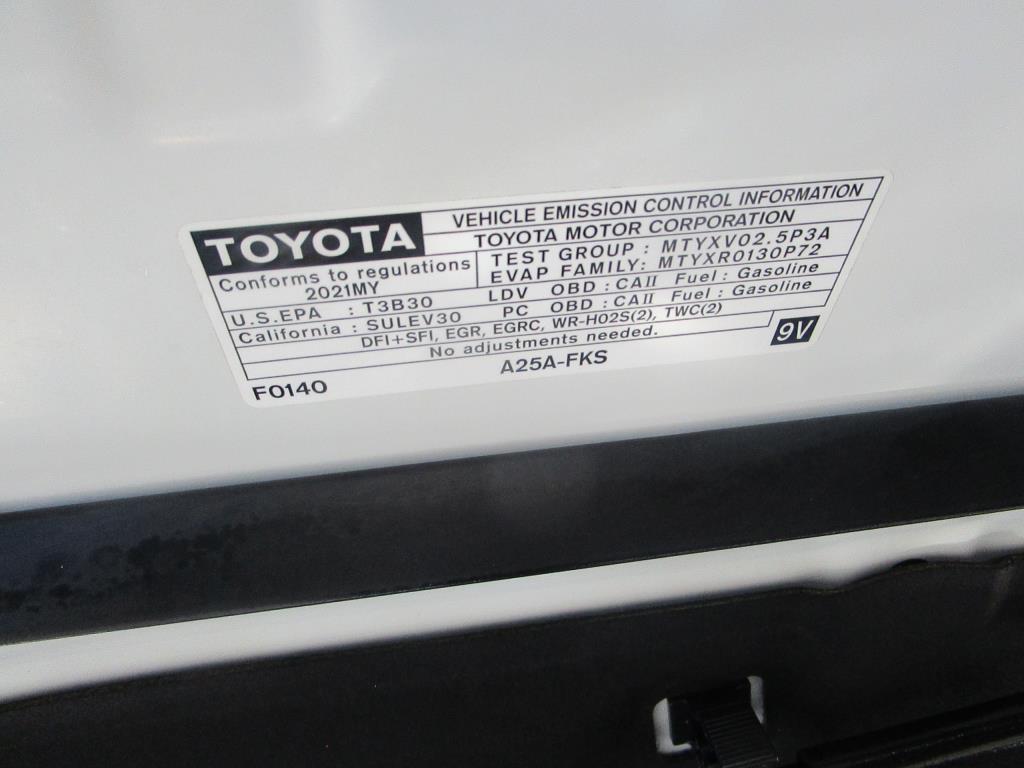 TOYOTA
VEHICLE EMISSION CONTROL INFORMATION
TOYOTA MOTOR CORPORATION
Conforms to regulations
2021MY
TEST GROUP : MTYXV02.5P3A
EVAP FAMILY: MTYXR0130P72
U.S.EPA : T3B30 LDV OBD : CAII Fuel : Gasoline
California : SULEV30 PC OBD : CAII Fuel : Gasoline
DFI+SFI, EGR, EGRC, WR-HO2S(2), TWC(2)
No adjustments needed.
9V
F0140
A25A-FKS